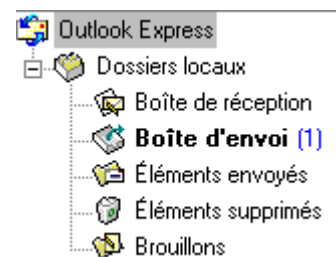 Outlook Express
Dossiers locaux
Boîte de réception
Boîte d'envoi (1)
Éléments envoyés
Éléments supprimés
Brouillons